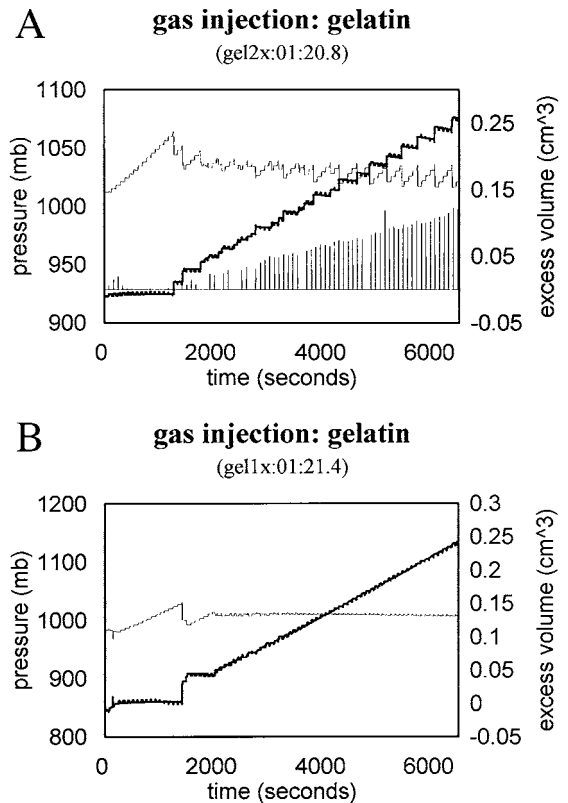 A
gas injection: gelatin
(gel2x:01:20.8)
1100
1050
1000
950
900
pressure (mb)
0.25
0.15
0.05
-0.05
excess volume (cm^3)
0
2000
4000
6000
time (seconds)
B
gas injection: gelatin
(gel1x:01:21.4)
1200
1100
1000
900
800
pressure (mb)
0.3
0.25
0.2
0.15
0.1
0.05
0
-0.05
excess volume (cm^3)
0
2000
4000
6000
time (seconds)